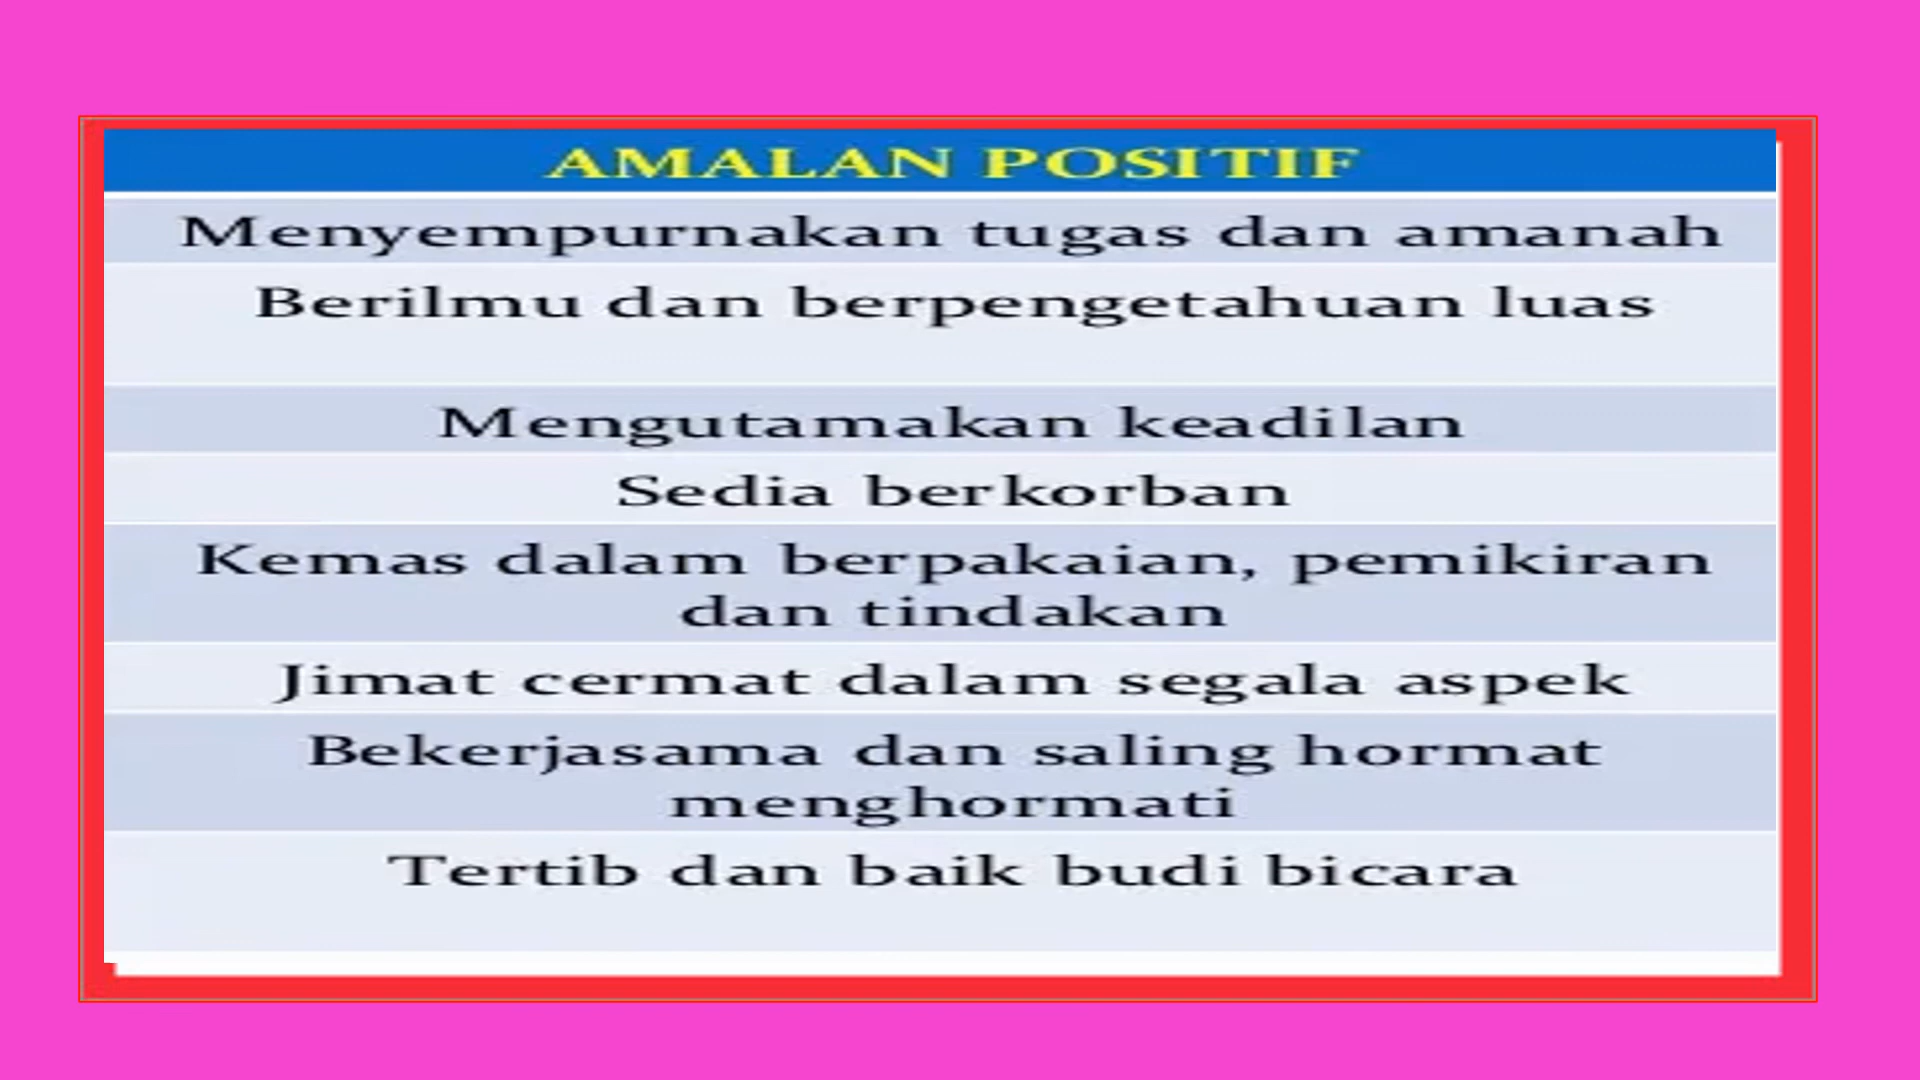 AMALAN POSITIF
Menyempurnakan tugas dan amanah
Berilmu dan berpengetahuan luas
Mengutamakan keadilan
Sedia berkorban
Kemas dalam berpakaian, pemikiran
dan tindakan
Jimat cermat dalam segala aspek
Bekerjasama dan saling hormat
menghormati
Tertib dan baik budi bicara